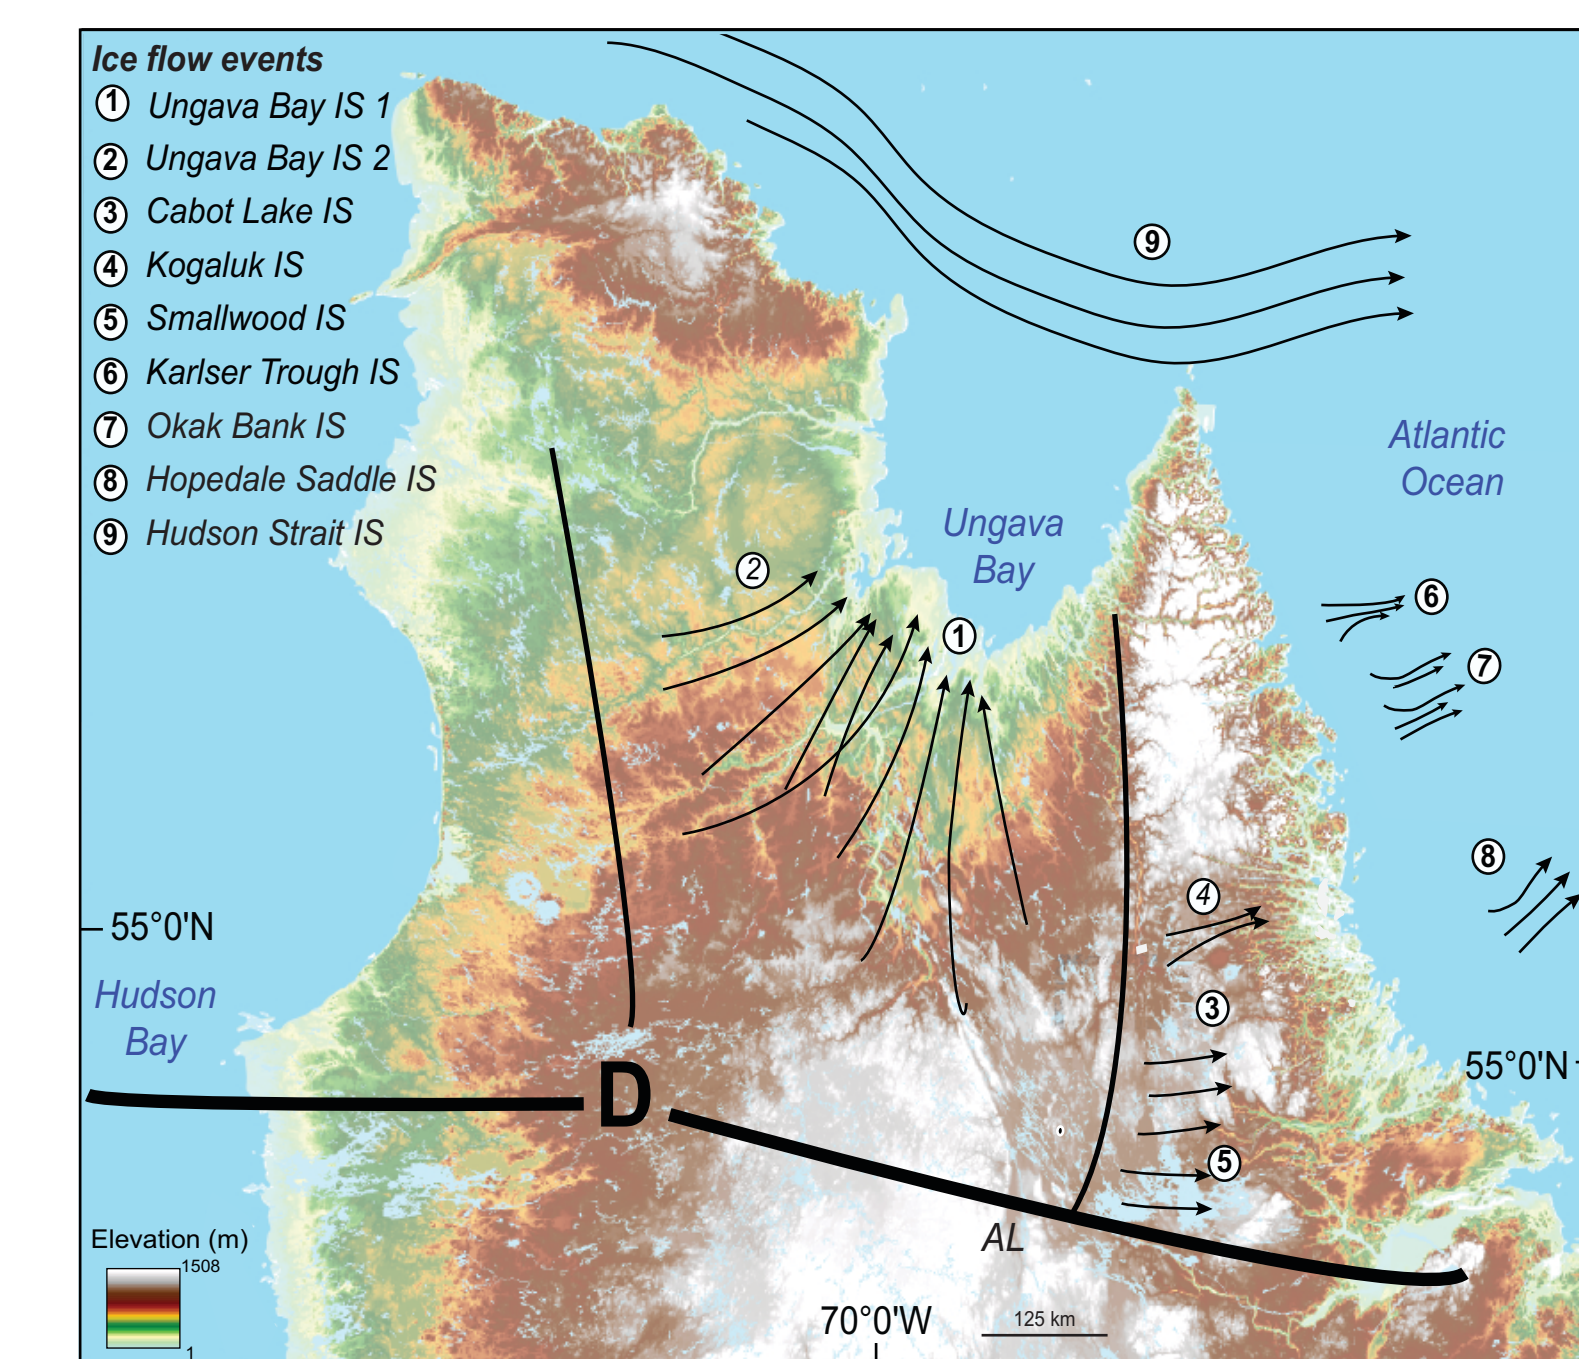 Ice flow events
1 Ungava Bay IS 1
2 Ungava Bay IS 2
3 Cabot Lake IS
4 Kogaluk IS
5 Smallwood IS
6 Karlser Trough IS
7 Okak Bank IS
8 Hopedale Saddle IS
9 Hudson Strait IS
9
Atlantic
Ocean
Ungava
Bay
2
1
6
7
8
4
3
5
55°0'N
Hudson
Bay
55°0'N
D
AL
Elevation (m)
1508
1
70°0'W
125 km